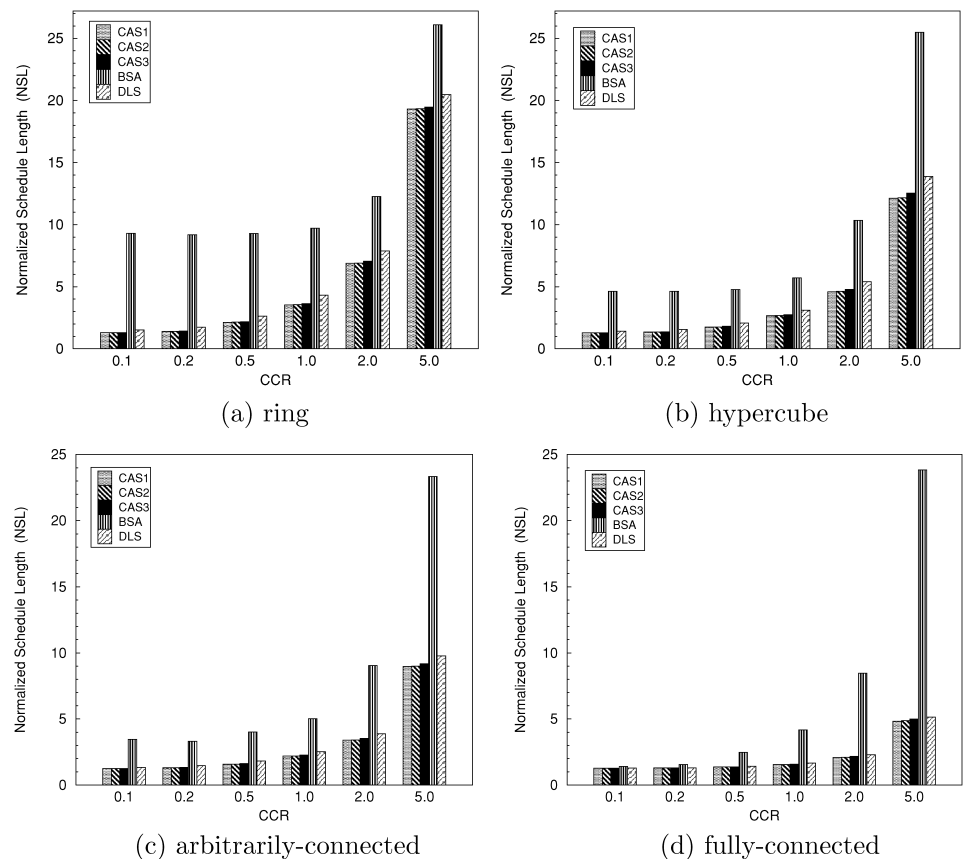 Normalized Schedule Length (NSL)
25
20
15
10
5
0
CAS1
CAS2
CAS3
BSA
DLS
0.1 0.2 0.5 1.0 2.0 5.0
CCR
(a) ring
Normalized Schedule Length (NSL)
25
20
15
10
5
0
CAS1
CAS2
CAS3
BSA
DLS
0.1 0.2 0.5 1.0 2.0 5.0
CCR
(b) hypercube
Normalized Schedule Length (NSL)
25
20
15
10
5
0
CAS1
CAS2
CAS3
BSA
DLS
0.1 0.2 0.5 1.0 2.0 5.0
CCR
(c) arbitrarily-connected
Normalized Schedule Length (NSL)
25
20
15
10
5
0
CAS1
CAS2
CAS3
BSA
DLS
0.1 0.2 0.5 1.0 2.0 5.0
CCR
(d) fully-connected